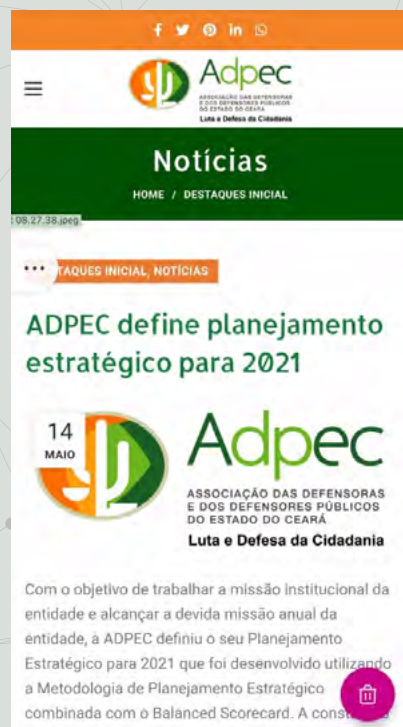 Adpec
ASSOCIAÇÃO DAS DEFENSORAS
E DOS DEFENSORES PÚBLICOS
DO ESTADO DO CEARÁ
Luta e Defesa da Cidadania
Notícias
HOME / DESTAQUES INICIAL
08.27.38.jpeg
TAQUES INICIAL, NOTÍCIAS
ADPEC define planejamento
estratégico para 2021
14
MAIO
Adpec
ASSOCIAÇÃO DAS DEFENSORAS
E DOS DEFENSORES PÚBLICOS
DO ESTADO DO CEARÁ
Luta e Defesa da Cidadania
Com o objetivo de trabalhar a missão institucional da
entidade e alcançar a devida missão anual da
entidade, a ADPEC definiu o seu Planejamento
Estratégico para 2021 que foi desenvolvido utilizando
a Metodologia de Planejamento Estratégico
combinada com o Balanced Scorecard. A